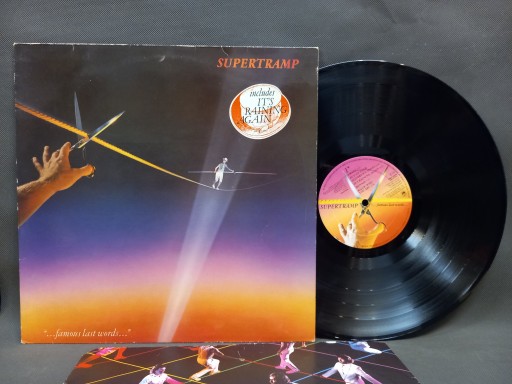 SUPERTRAMP
includes
IT'S
RAINING
AGAIN
SUPERTRAMP
"...famous last words..."